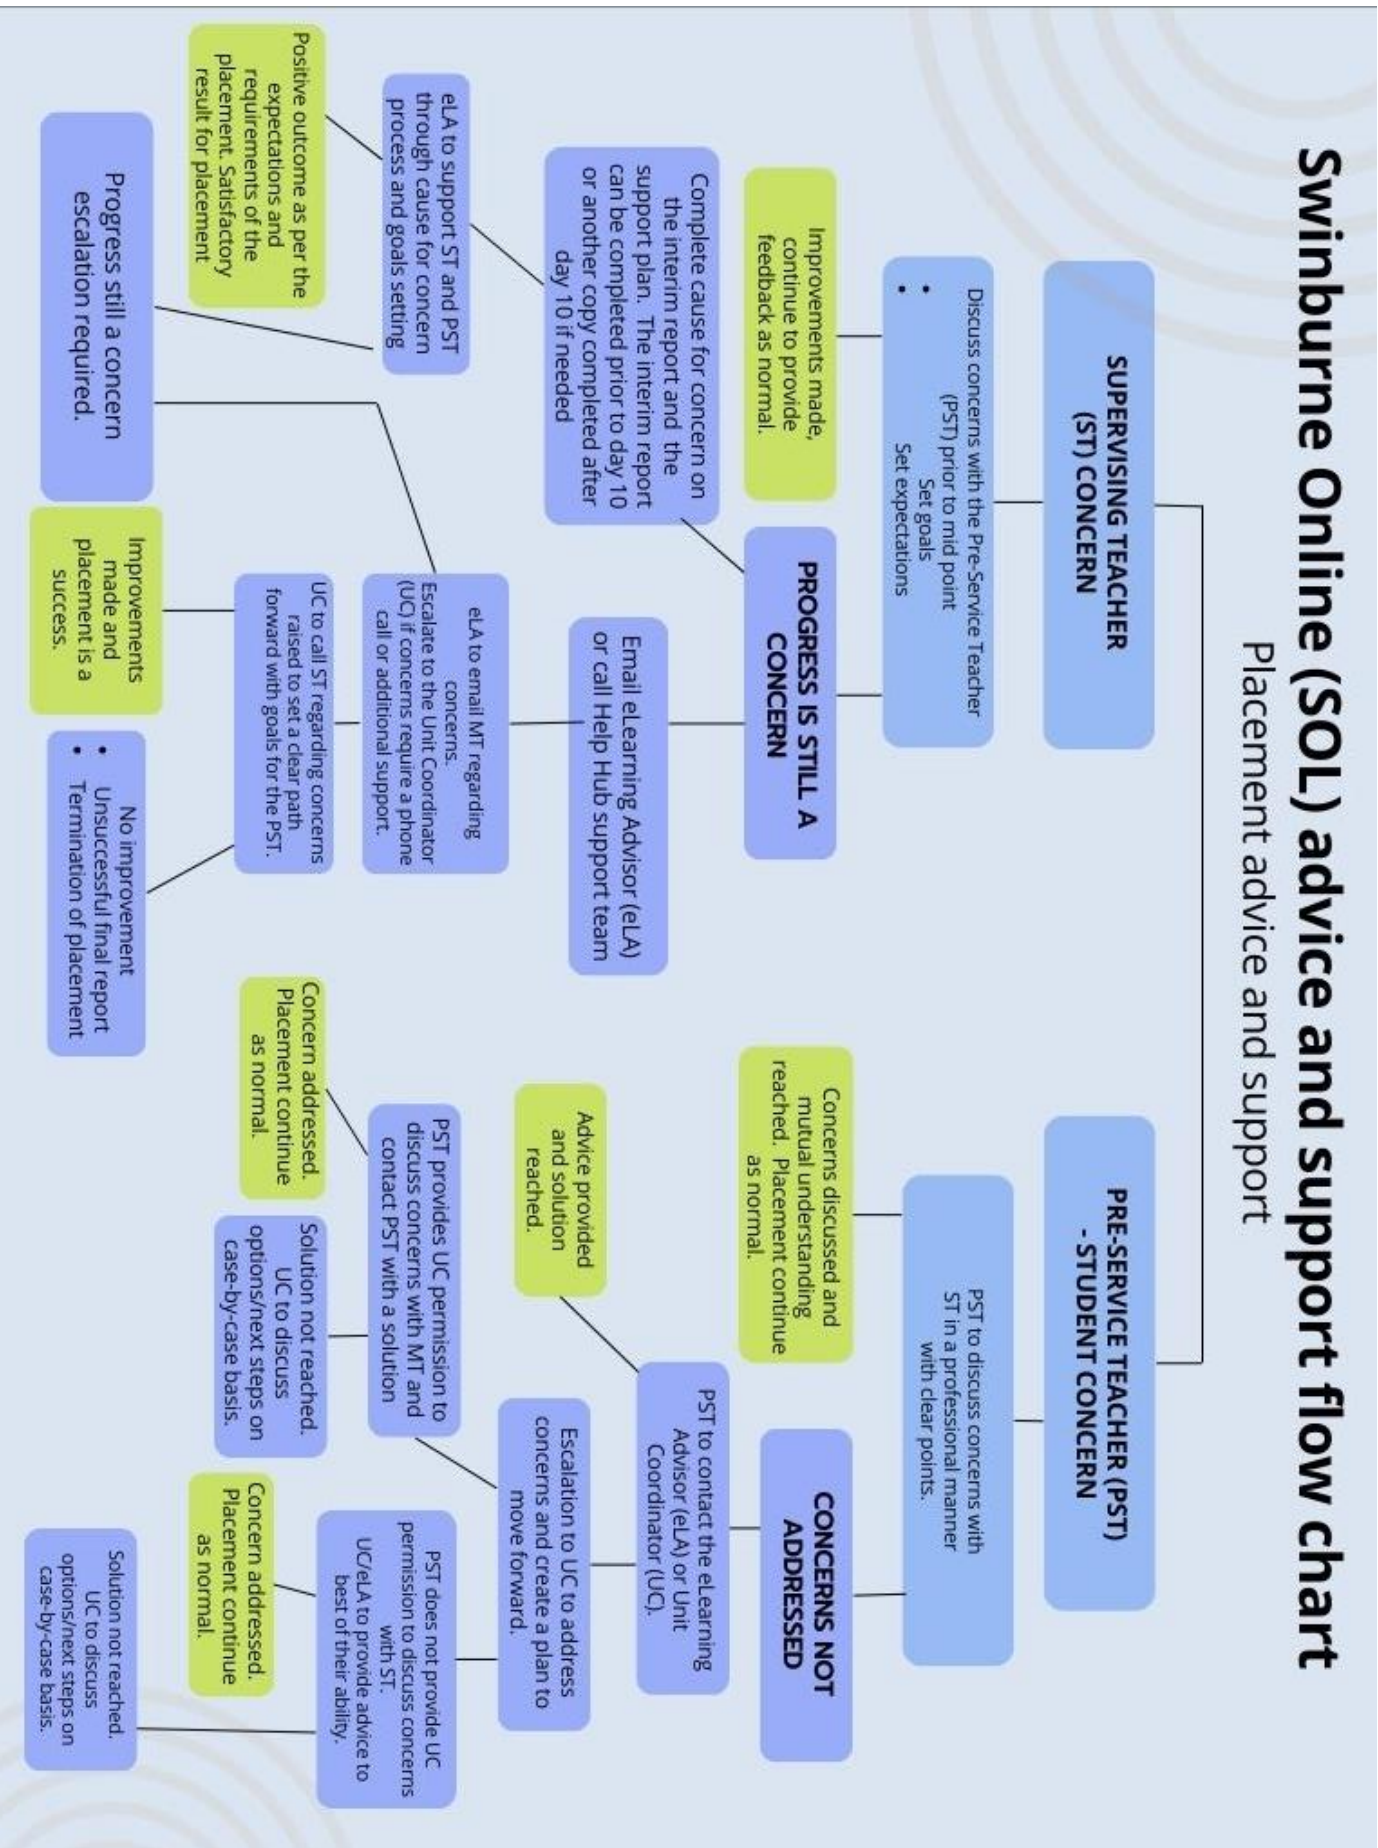 Swinburne Online (SOL) advice and support flow chart
Placement advice and support
SUPERVISING TEACHER
(ST) CONCERN
Discuss concerns with the Pre-Service Teacher
(PST) prior to mid point
• Set goals
• Set expectations
Improvements made,
continue to provide
feedback as normal.
PROGRESS IS STILL A
CONCERN
Complete cause for concern on
the interim report and the
support plan. The interim report
can be completed prior to day 10
or another copy completed after
day 10 if needed
Email eLearning Advisor (eLA)
or call Help Hub support team
eLA to support ST and PST
through cause for concern
process and goals setting
eLA to email MT regarding
concerns.
Escalate to the Unit Coordinator
(UC) if concerns require a phone
call or additional support.
Positive outcome as per the
expectations and
requirements of the
placement. Satisfactory
result for placement
UC to call ST regarding concerns
raised to set a clear path
forward with goals for the PST.
Progress still a concern
escalation required.
Improvements
made and
placement is a
success.
No improvement
• Unsuccessful final report
• Termination of placement
PRE-SERVICE TEACHER (PST)
- STUDENT CONCERN
PST to discuss concerns with
ST in a professional manner
with clear points.
Concerns discussed and
mutual understanding
reached. Placement continue
as normal.
CONCERNS NOT
ADDRESSED
PST to contact the eLearning
Advisor (eLA) or Unit
Coordinator (UC).
Advice provided
and solution
reached.
Escalation to UC to address
concerns and create a plan to
move forward.
PST provides UC permission to
discuss concerns with MT and
contact PST with a solution
PST does not provide UC
permission to discuss concerns
with ST.
UC/eLA to provide advice to
best of their ability.
Concern addressed.
Placement continue
as normal.
Solution not reached.
UC to discuss
options/next steps on
case-by-case basis.
Concern addressed.
Placement continue
as normal.
Solution not reached.
UC to discuss
options/next steps on
case-by-case basis.